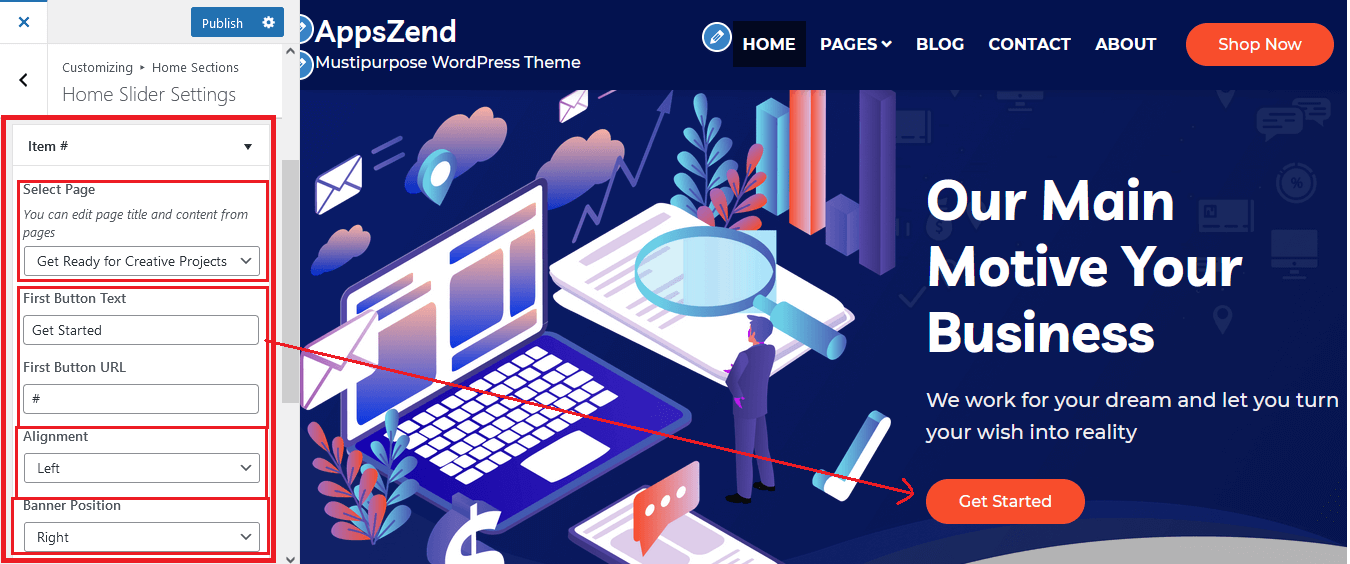 Publish
Customizing ▸ Home Sections
Home Slider Settings
Item #
Select Page
You can edit page title and content from
pages
Get Ready for Creative Projects
First Button Text
Get Started
First Button URL
#
Alignment
Left
Banner Position
Right
AppsZend
Mustipurpose WordPress Theme
HOME
PAGES
BLOG
CONTACT
ABOUT
Shop Now
%
$
Our Main
Motive Your
Business
We work for your dream and let you turn
your wish into reality
Get Started
$